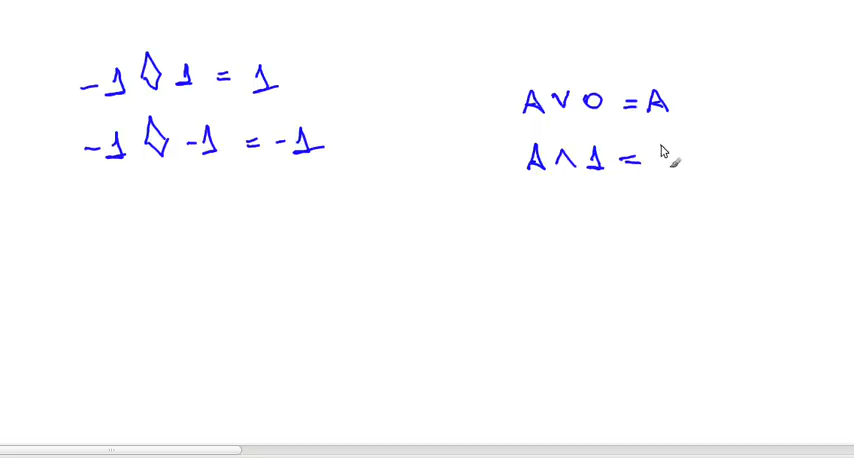 -1 ◊ 1 = 1
-1 ◊ -1 = -1
A ∨ 0 = A
A ∧ 1 =